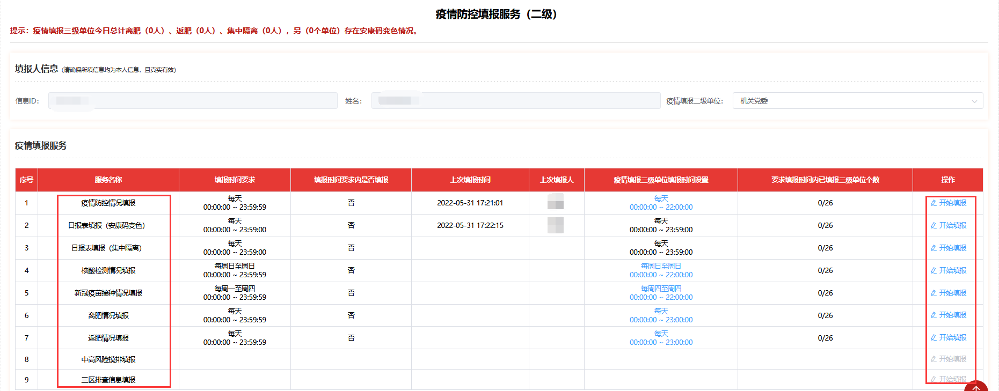 疫情防控填报服务（二级）
提示：疫情填报三级单位今日总计离肥（0人）、返肥（0人）、集中隔离（0人），另（0个单位）存在安康码变色情况。
填报人信息 (请确保所填信息均为本人信息，且真实有效)
信息ID： 姓名： 疫情填报二级单位： 机关党委
疫情填报服务
序号 服务名称 填报时间要求 填报时间要求内是否填报 上次填报时间 上次填报人 疫情填报三级单位填报时间设置 要求填报时间内已填报三级单位个数 操作
1 疫情防控情况填报 每天 00:00:00 ~ 23:59:59 否 2022-05-31 17:21:01 每天 00:00:00 ~ 22:00:00 0/26 开始填报
2 日报表填报（安康码变色） 每天 00:00:00 ~ 23:59:00 否 2022-05-31 17:22:15 每天 00:00:00 ~ 23:59:00 0/26 开始填报
3 日报表填报（集中隔离） 每天 00:00:00 ~ 23:59:00 否 每天 00:00:00 ~ 23:59:00 0/26 开始填报
4 核酸检测情况填报 每周日至周日 00:00:00 ~ 23:59:59 否 每周日至周日 00:00:00 ~ 22:00:00 0/26 开始填报
5 新冠疫苗接种情况填报 每周一至周四 00:00:00 ~ 23:59:59 否 每周四至周四 00:00:00 ~ 22:00:00 0/26 开始填报
6 离肥情况填报 每天 00:00:00 ~ 23:59:59 否 每天 00:00:00 ~ 23:00:00 0/26 开始填报
7 返肥情况填报 每天 00:00:00 ~ 23:59:59 否 每天 00:00:00 ~ 23:00:00 0/26 开始填报
8 中高风险摸排填报 开始填报
9 三区排查信息填报 开始填报